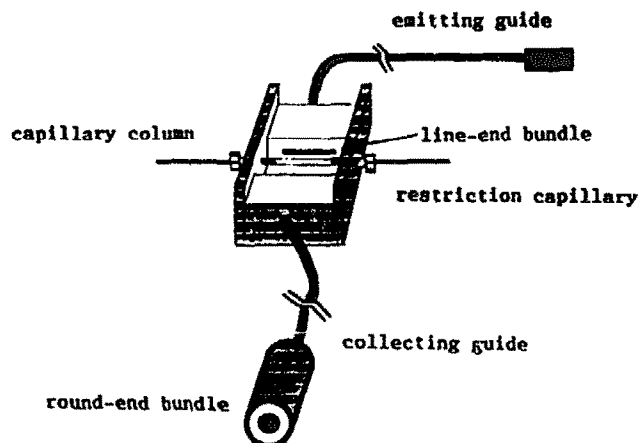 emitting guide
capillary column
line-end bundle
restriction capillary
collecting guide
round-end bundle